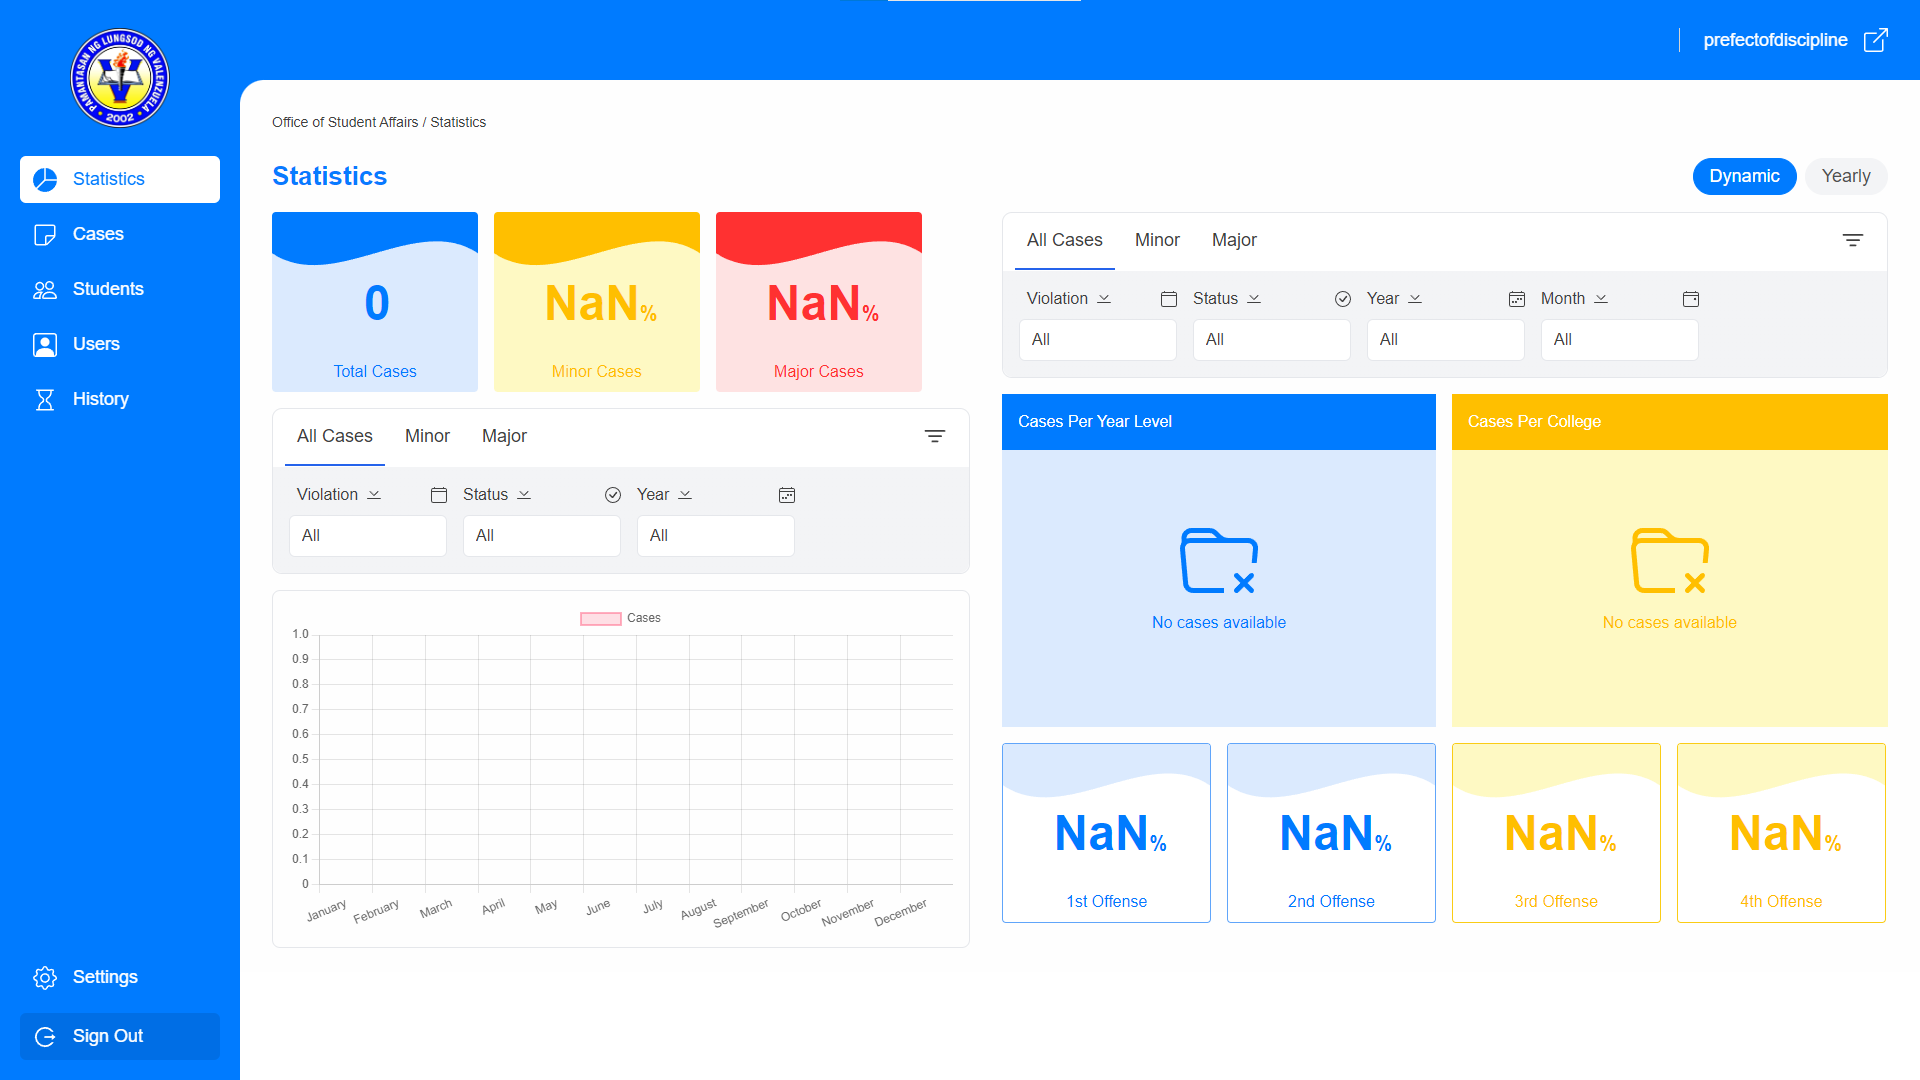 PAMANTASAN NG LUNGSOD NG VALENZUELA
2002
prefectofdiscipline
Statistics
Cases
Students
Users
History
Settings
Sign Out
Office of Student Affairs / Statistics
Statistics
Dynamic
Yearly
0
Total Cases
NaN%
Minor Cases
NaN%
Major Cases
All Cases Minor Major
Violation Status Year
All All All
Cases
1.0
0.9
0.8
0.7
0.6
0.5
0.4
0.3
0.2
0.1
0
January February March April May June July August September October November December
All Cases Minor Major
Violation Status Year Month
All All All All
Cases Per Year Level
No cases available
Cases Per College
No cases available
NaN%
1st Offense
NaN%
2nd Offense
NaN%
3rd Offense
NaN%
4th Offense